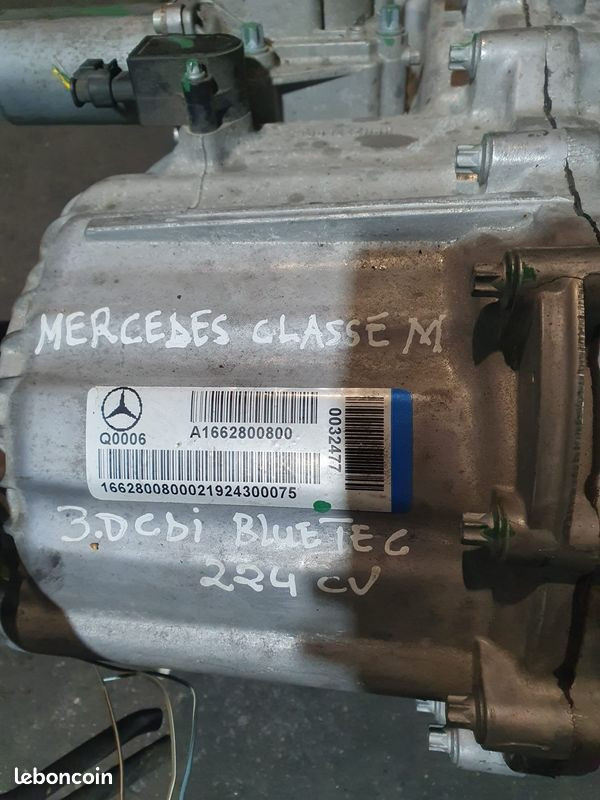 MERCEDES CLASSE M
Q0006
A1662800800
0032477
16628008000021924300075
3.0CDi BLUETEC
224 CV
leboncoin